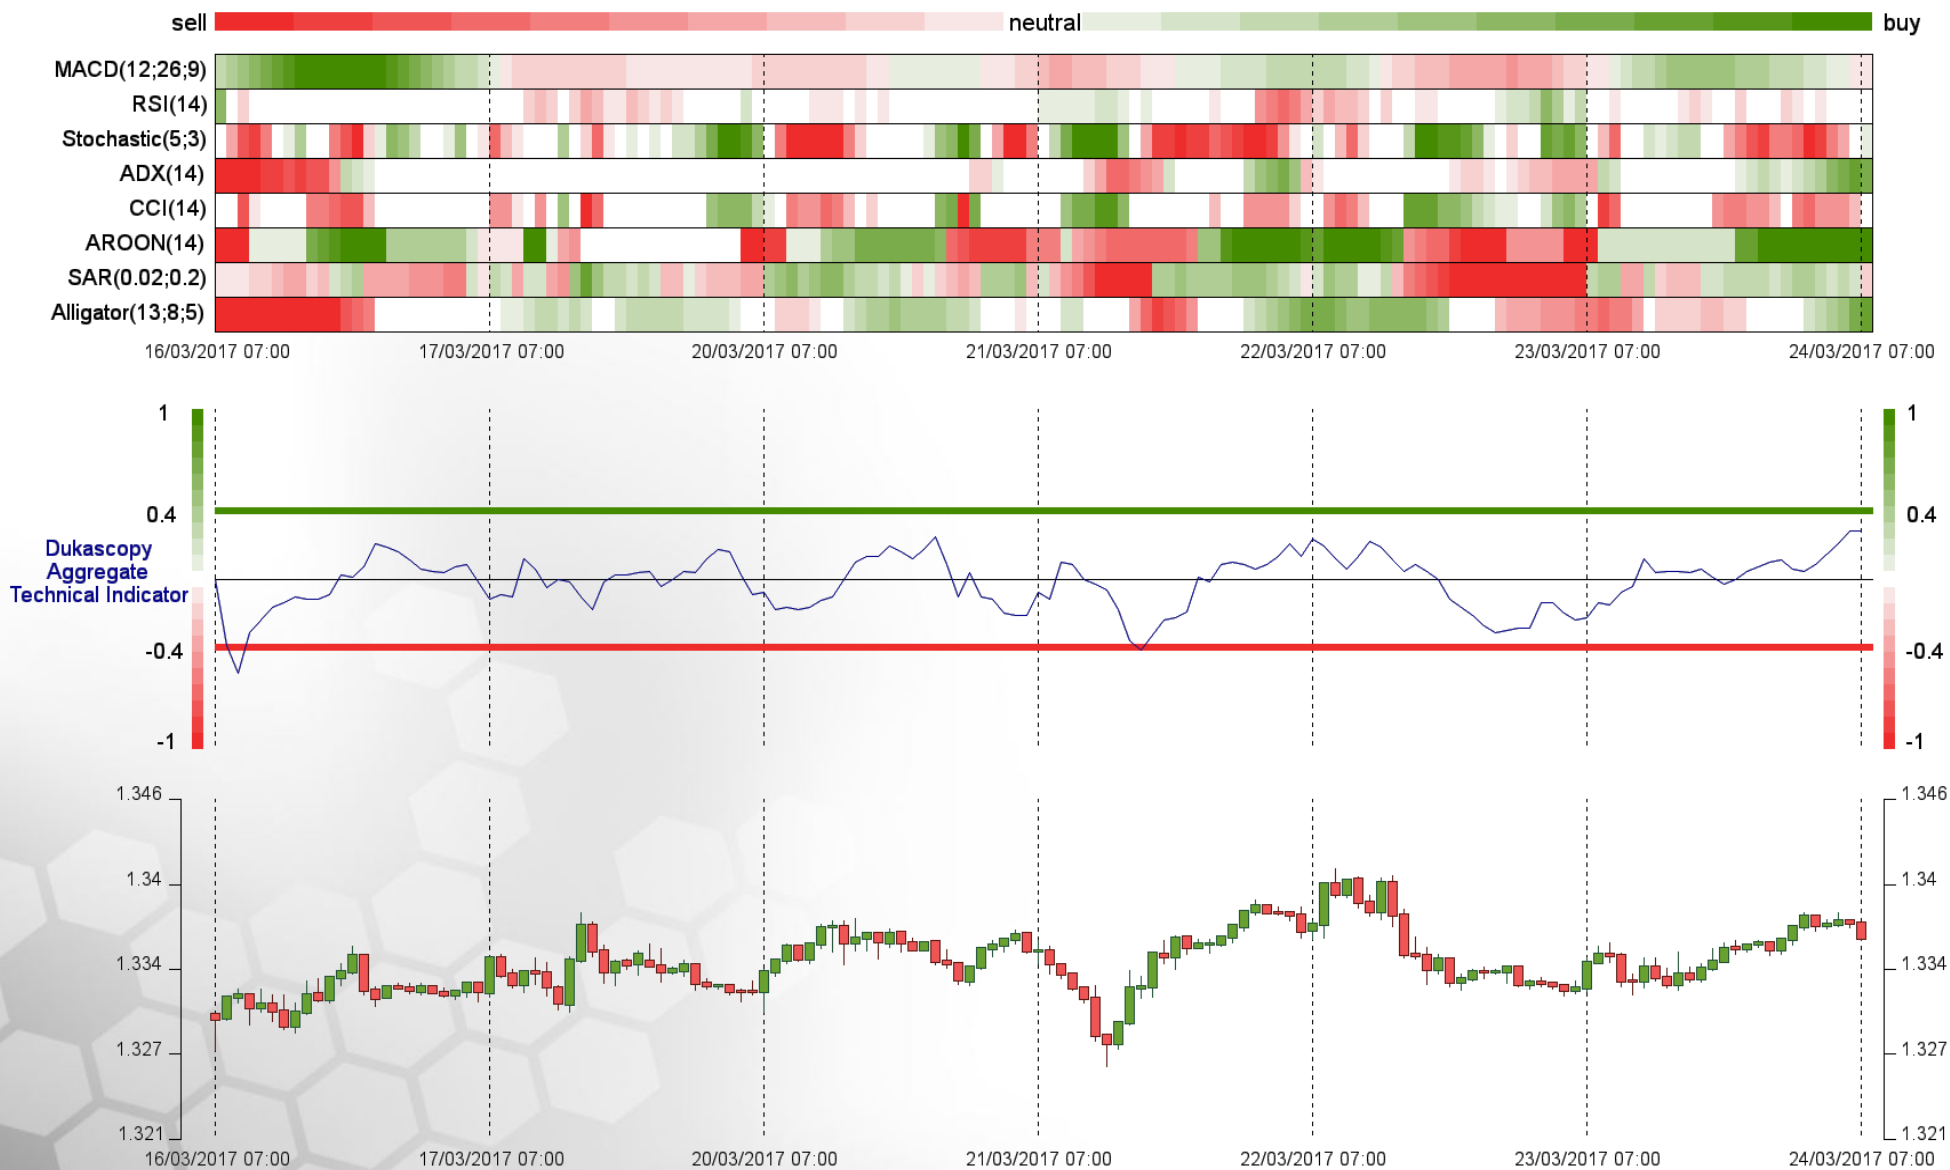 sell neutral buy
MACD(12;26;9)
RSI(14)
Stochastic(5;3)
ADX(14)
CCI(14)
AROON(14)
SAR(0.02;0.2)
Alligator(13;8;5)
16/03/2017 07:00 17/03/2017 07:00 20/03/2017 07:00 21/03/2017 07:00 22/03/2017 07:00 23/03/2017 07:00 24/03/2017 07:00
1 1
0.4 0.4
Dukascopy
Aggregate
Technical Indicator
-0.4 -0.4
-1 -1
1.346 1.346
1.34 1.34
1.334 1.334
1.327 1.327
1.321 1.321
16/03/2017 07:00 17/03/2017 07:00 20/03/2017 07:00 21/03/2017 07:00 22/03/2017 07:00 23/03/2017 07:00 24/03/2017 07:00